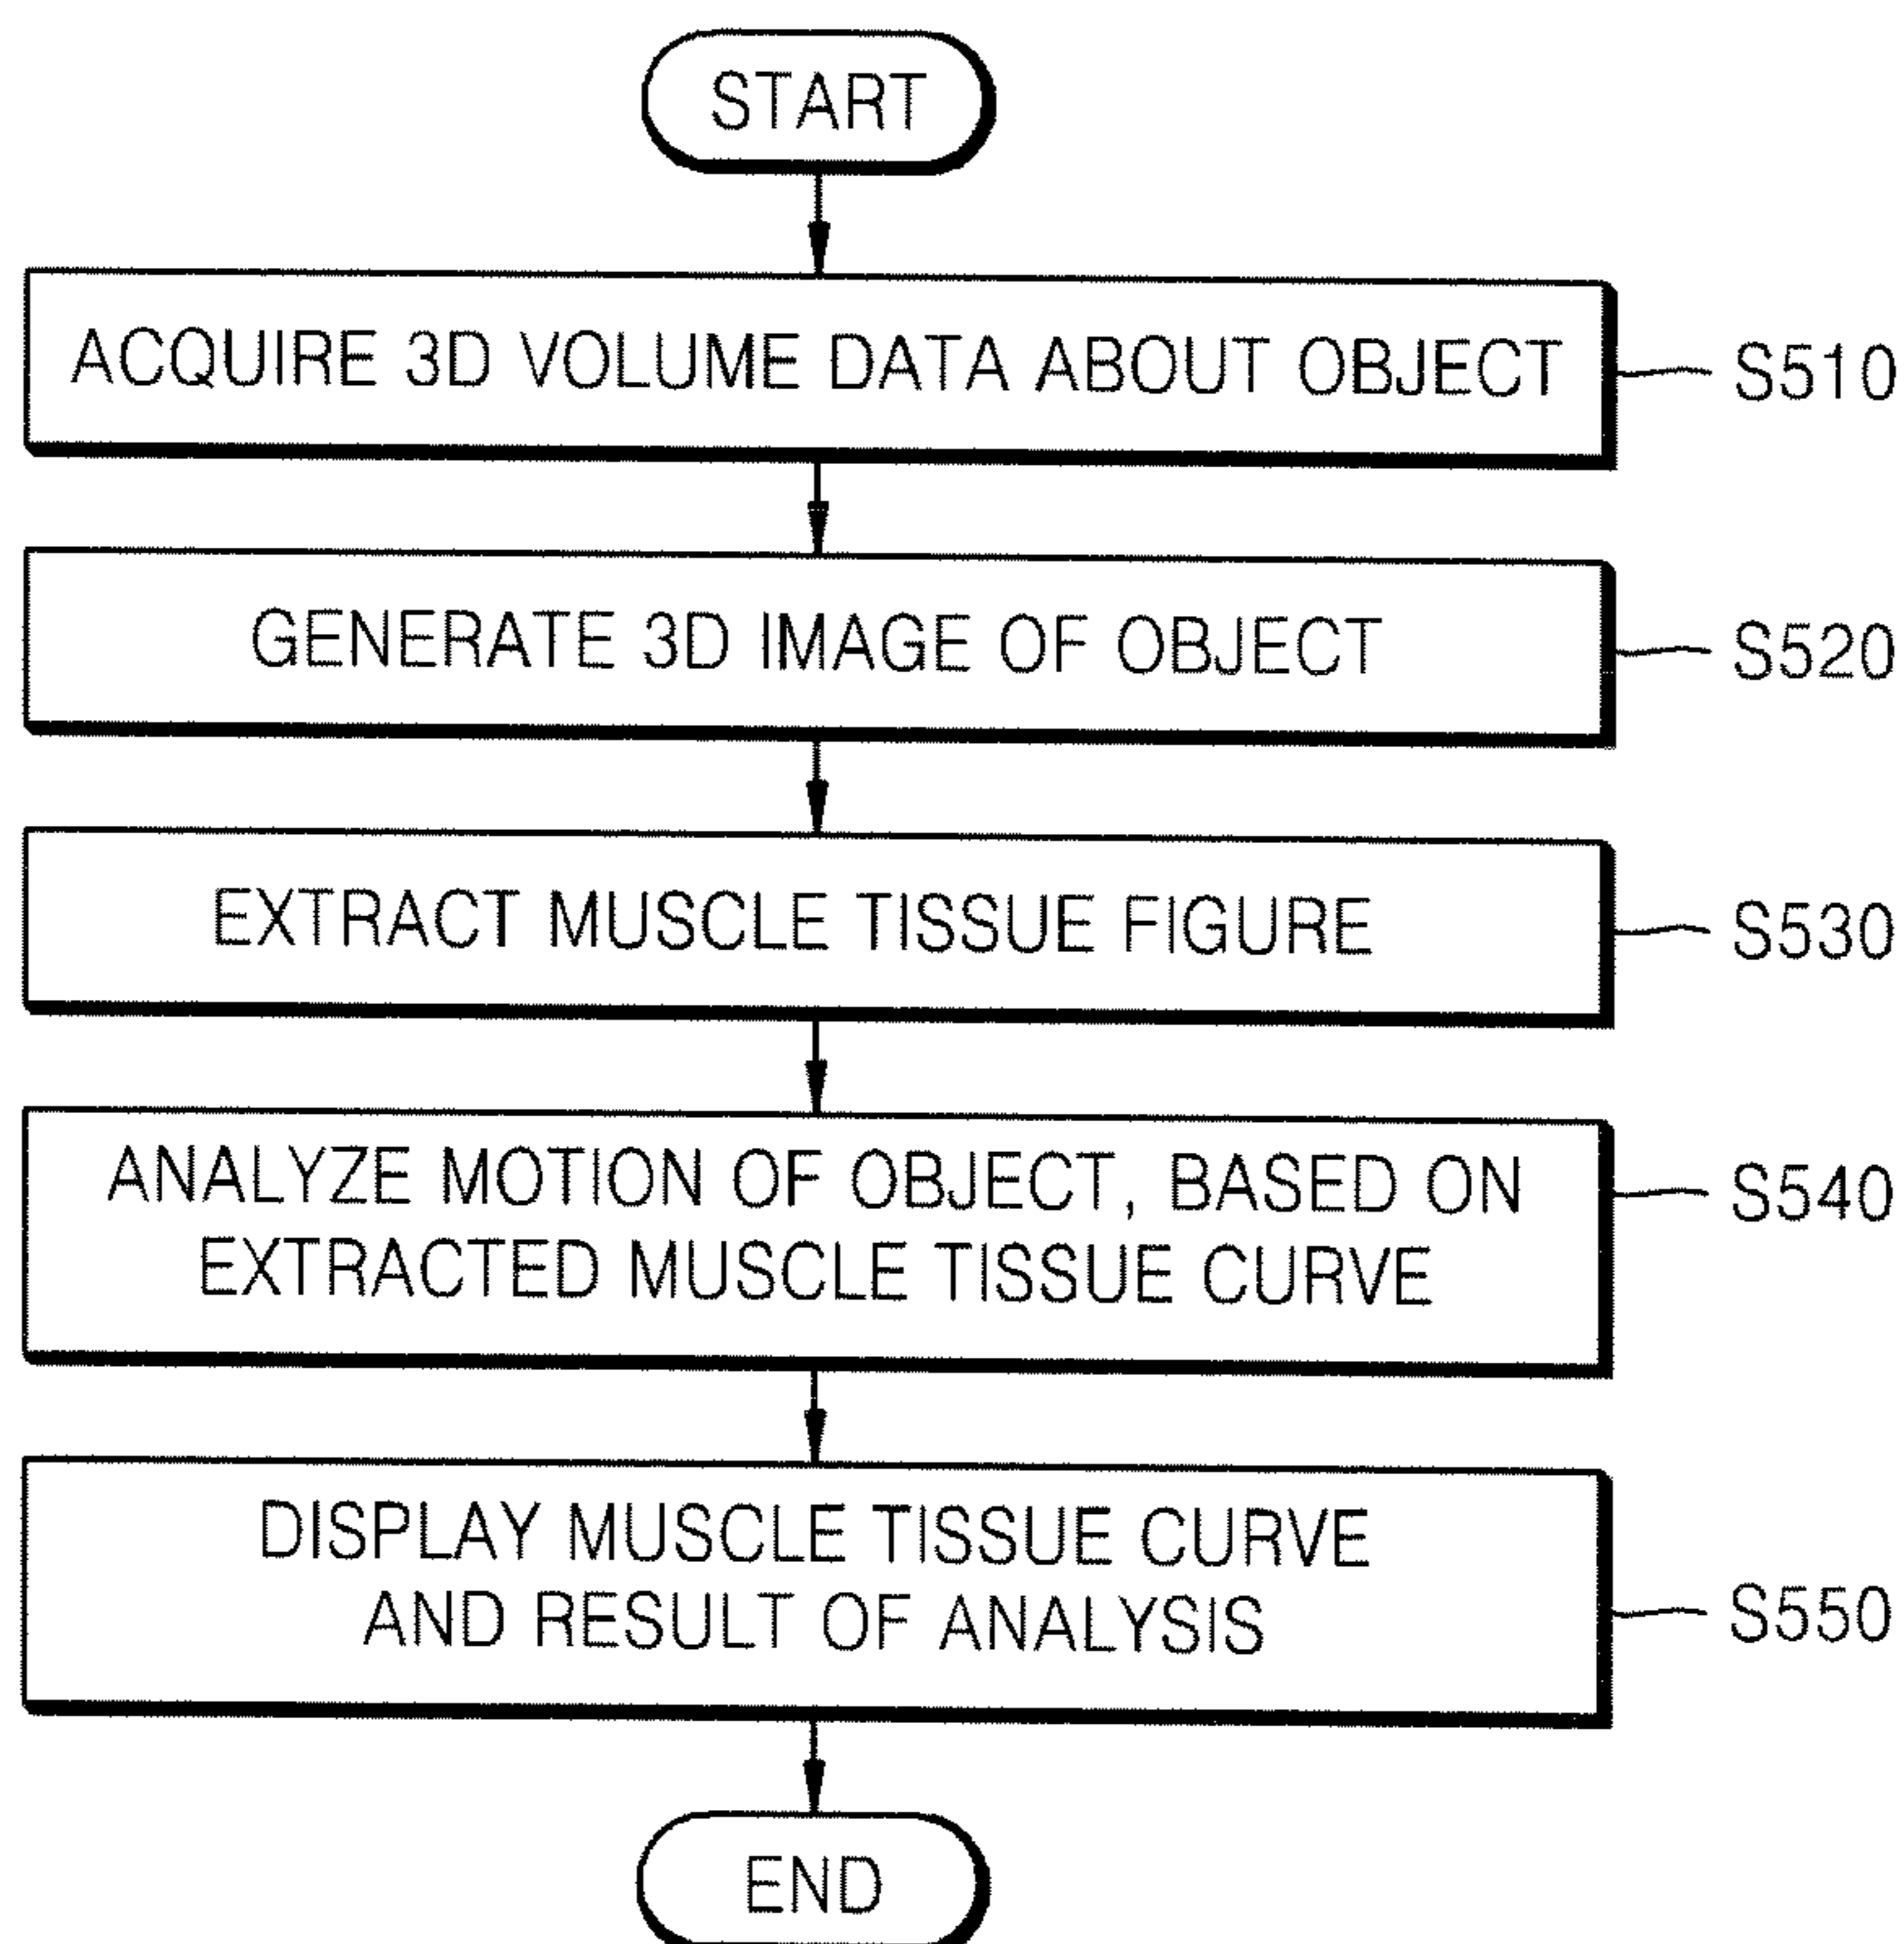 START
ACQUIRE 3D VOLUME DATA ABOUT OBJECT
S510
GENERATE 3D IMAGE OF OBJECT
S520
EXTRACT MUSCLE TISSUE FIGURE
S530
ANALYZE MOTION OF OBJECT, BASED ON
EXTRACTED MUSCLE TISSUE CURVE
S540
DISPLAY MUSCLE TISSUE CURVE
AND RESULT OF ANALYSIS
S550
END